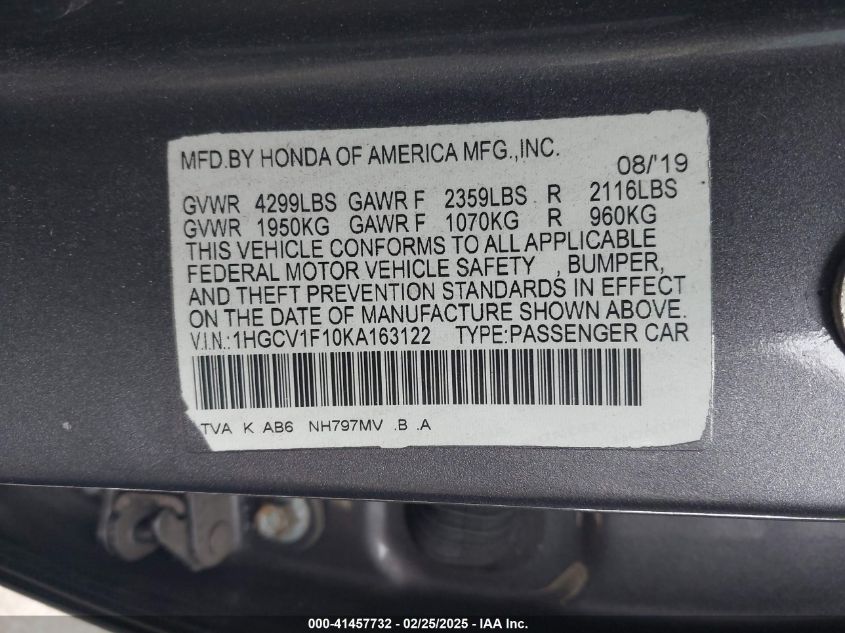 MFD.BY HONDA OF AMERICA MFG.,INC.
08/'19
GVWR 4299LBS GAWR F 2359LBS R 2116LBS
GVWR 1950KG GAWR F 1070KG R 960KG
THIS VEHICLE CONFORMS TO ALL APPLICABLE
FEDERAL MOTOR VEHICLE SAFETY , BUMPER,
AND THEFT PREVENTION STANDARDS IN EFFECT
ON THE DATE OF MANUFACTURE SHOWN ABOVE.
V.I.N.:1HGCV1F10KA163122 TYPE:PASSENGER CAR
TVA K AB6 NH797MV .B .A
000-41457732 - 02/25/2025 - IAA Inc.